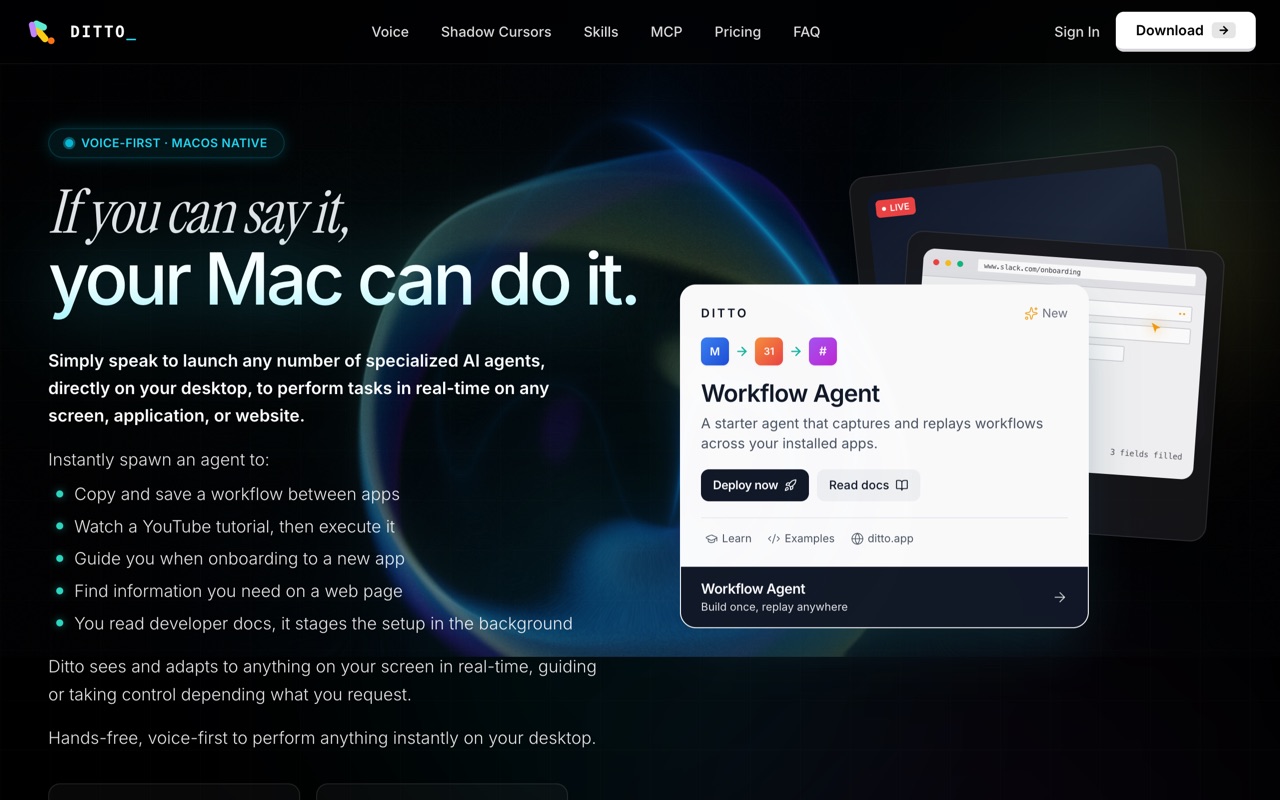 DITTO_
Voice
Shadow Cursors
Skills
MCP
Pricing
FAQ
Sign In
Download
VOICE-FIRST · MACOS NATIVE
If you can say it,
your Mac can do it.
Simply speak to launch any number of specialized AI agents,
directly on your desktop, to perform tasks in real-time on any
screen, application, or website.
Instantly spawn an agent to:
Copy and save a workflow between apps
Watch a YouTube tutorial, then execute it
Guide you when onboarding to a new app
Find information you need on a web page
You read developer docs, it stages the setup in the background
Ditto sees and adapts to anything on your screen in real-time, guiding
or taking control depending what you request.
Hands-free, voice-first to perform anything instantly on your desktop.
LIVE
www.slack.com/onboarding
3 fields filled
DITTO
New
M → 31 → #
Workflow Agent
A starter agent that captures and replays workflows
across your installed apps.
Deploy now
Read docs
Learn
Examples
ditto.app
Workflow Agent
Build once, replay anywhere